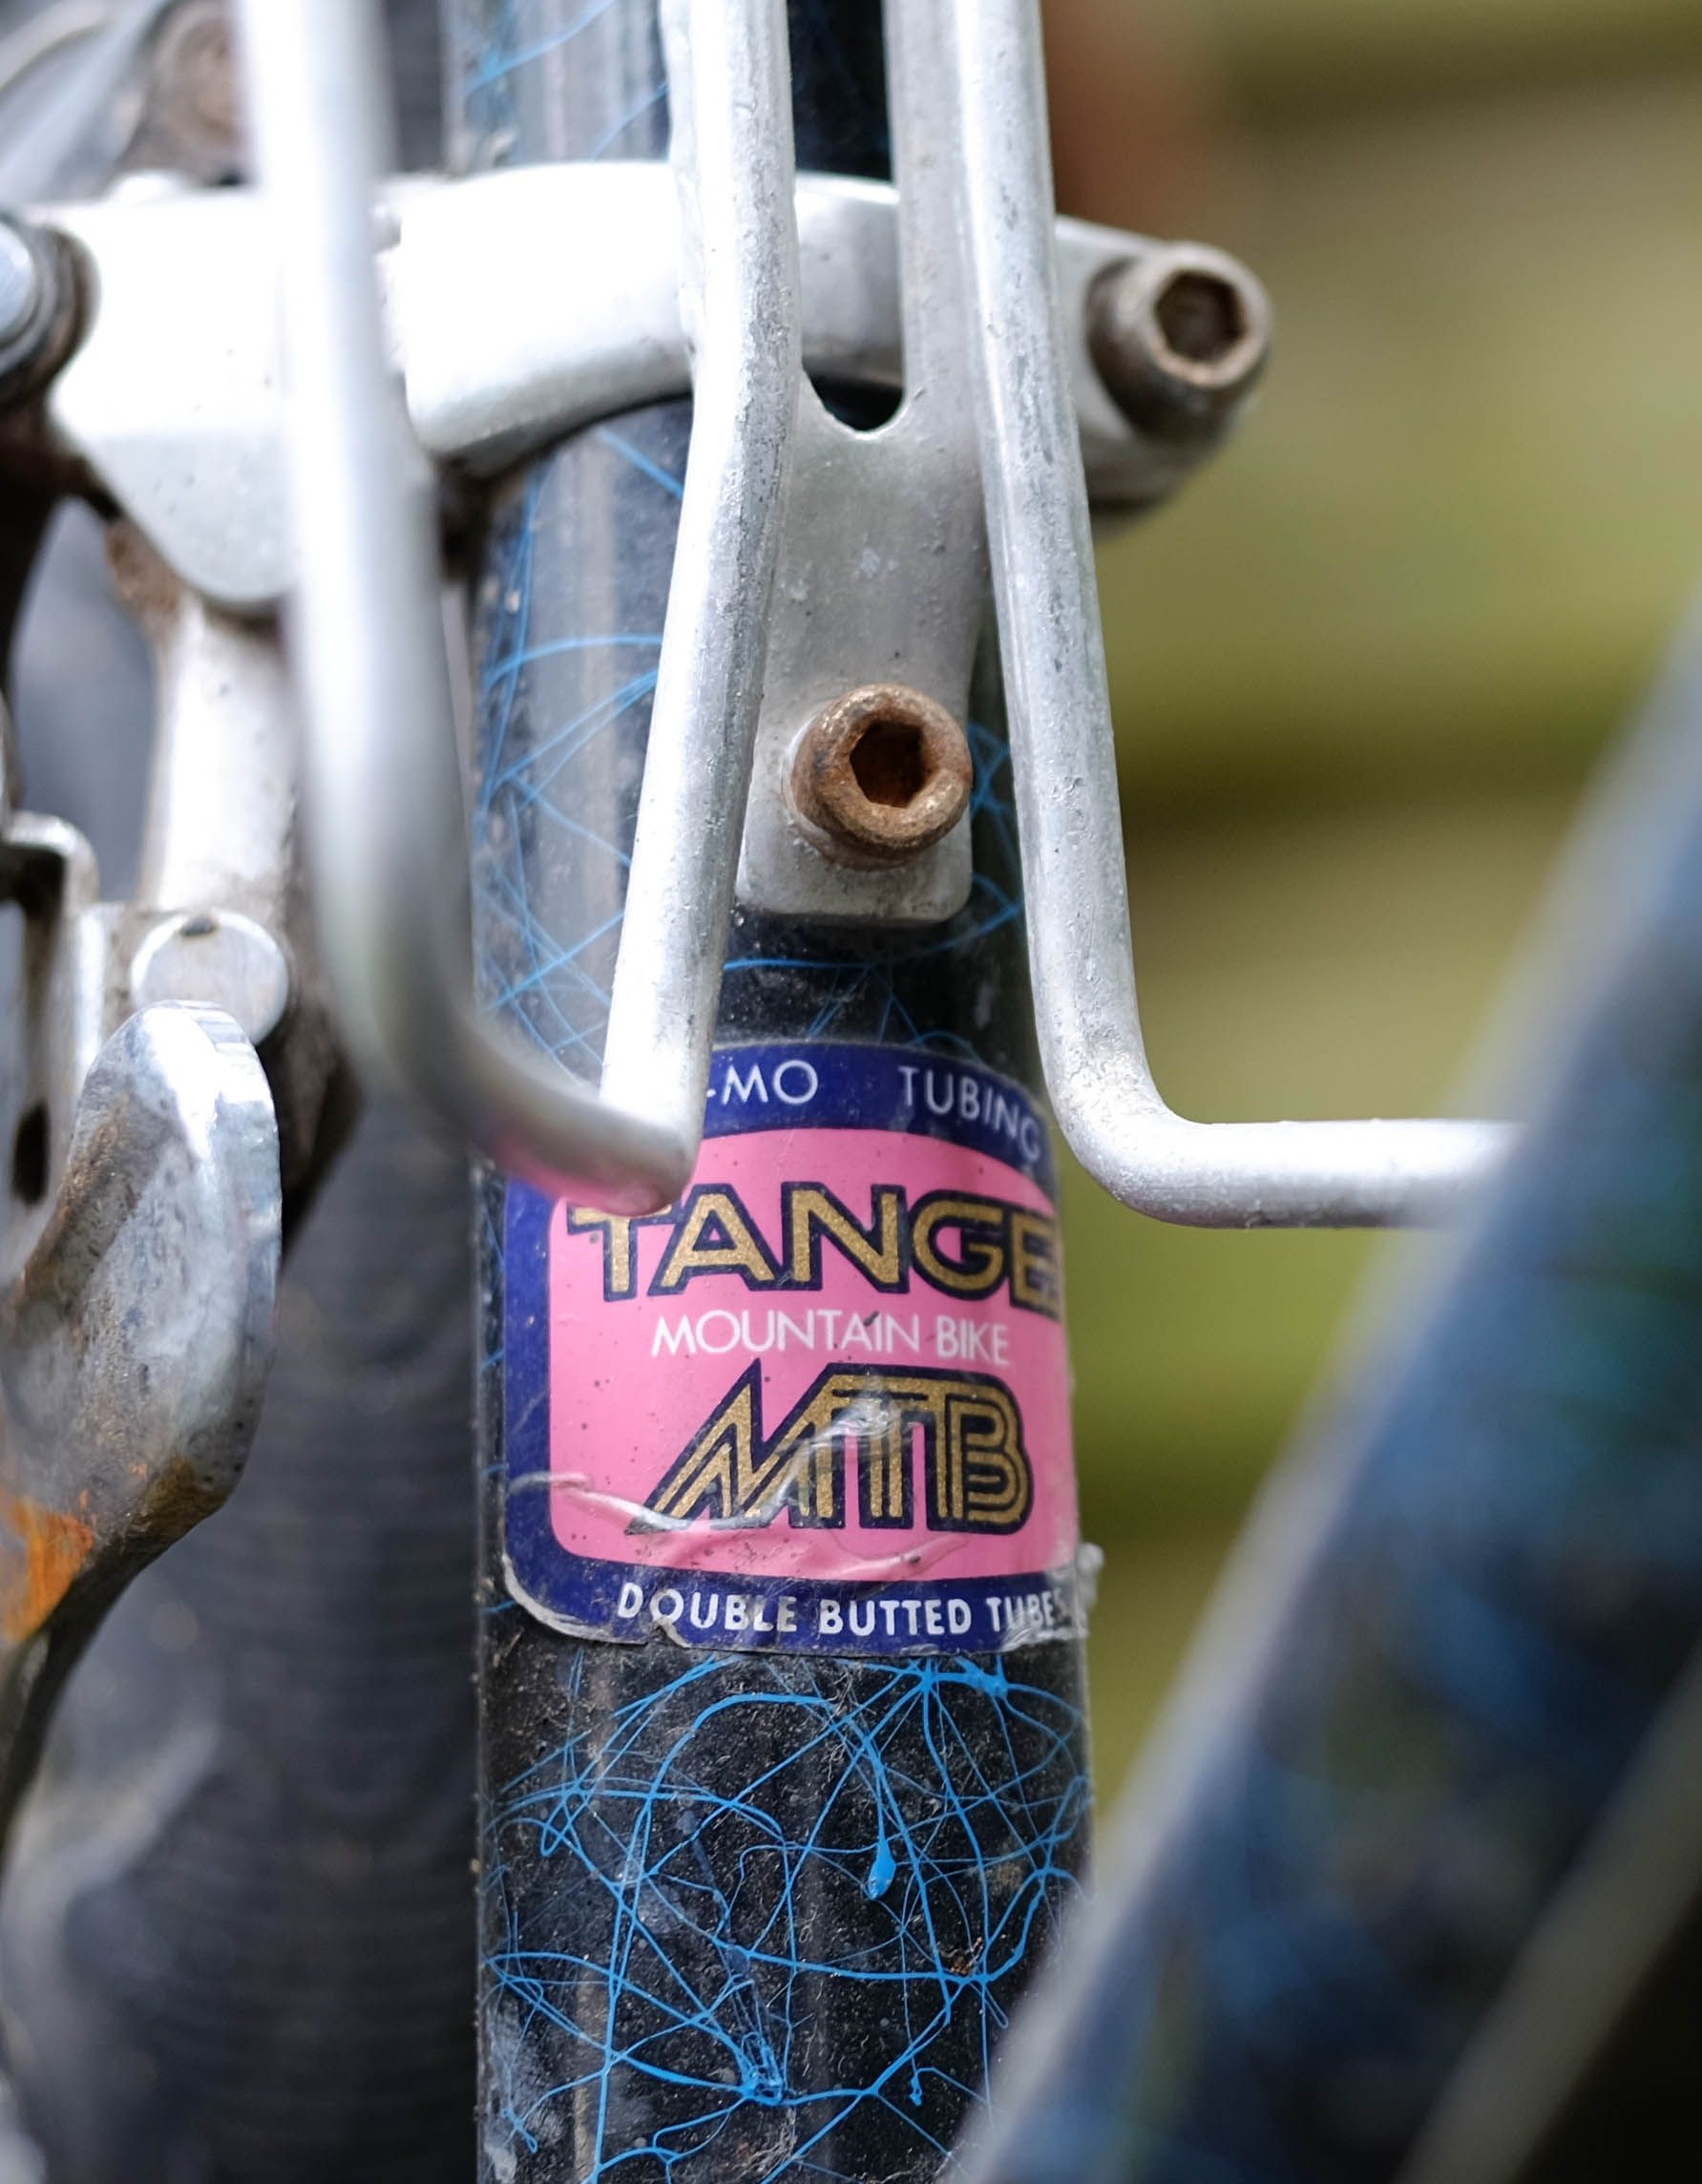 -MO TUBING
TANGE
MOUNTAIN BIKE
MTB
DOUBLE BUTTED TUBES